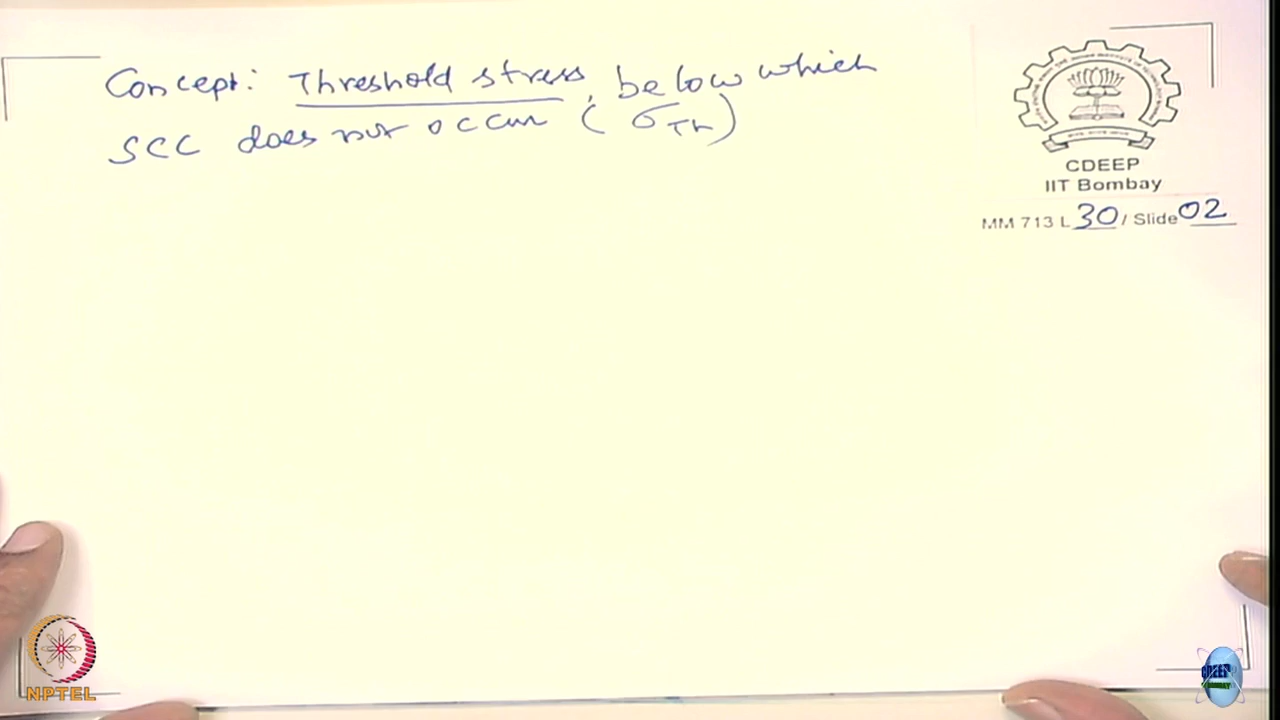 Concept: Threshold stress, below which
SCC does not occur (σTh)
CDEEP
IIT Bombay
MM 713 L 30 / Slide 02
NPTEL
CDEEP